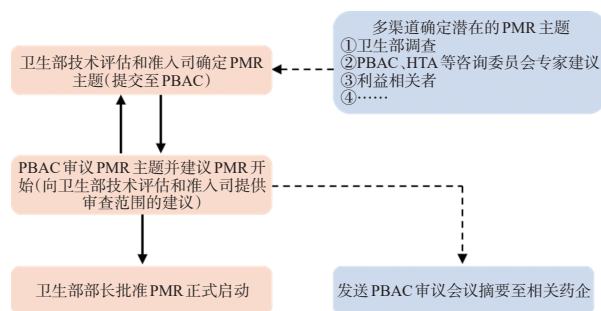 多渠道确定潜在的PMR主题
①卫生部调查
②PBAC、HTA等咨询委员会专家建议
③利益相关者
④……
卫生部技术评估和准入司确定PMR
主题(提交至PBAC)
PBAC审议PMR主题并建议PMR开
始(向卫生部技术评估和准入司提供
审查范围的建议)
卫生部部长批准PMR正式启动
发送PBAC审议会议摘要至相关药企